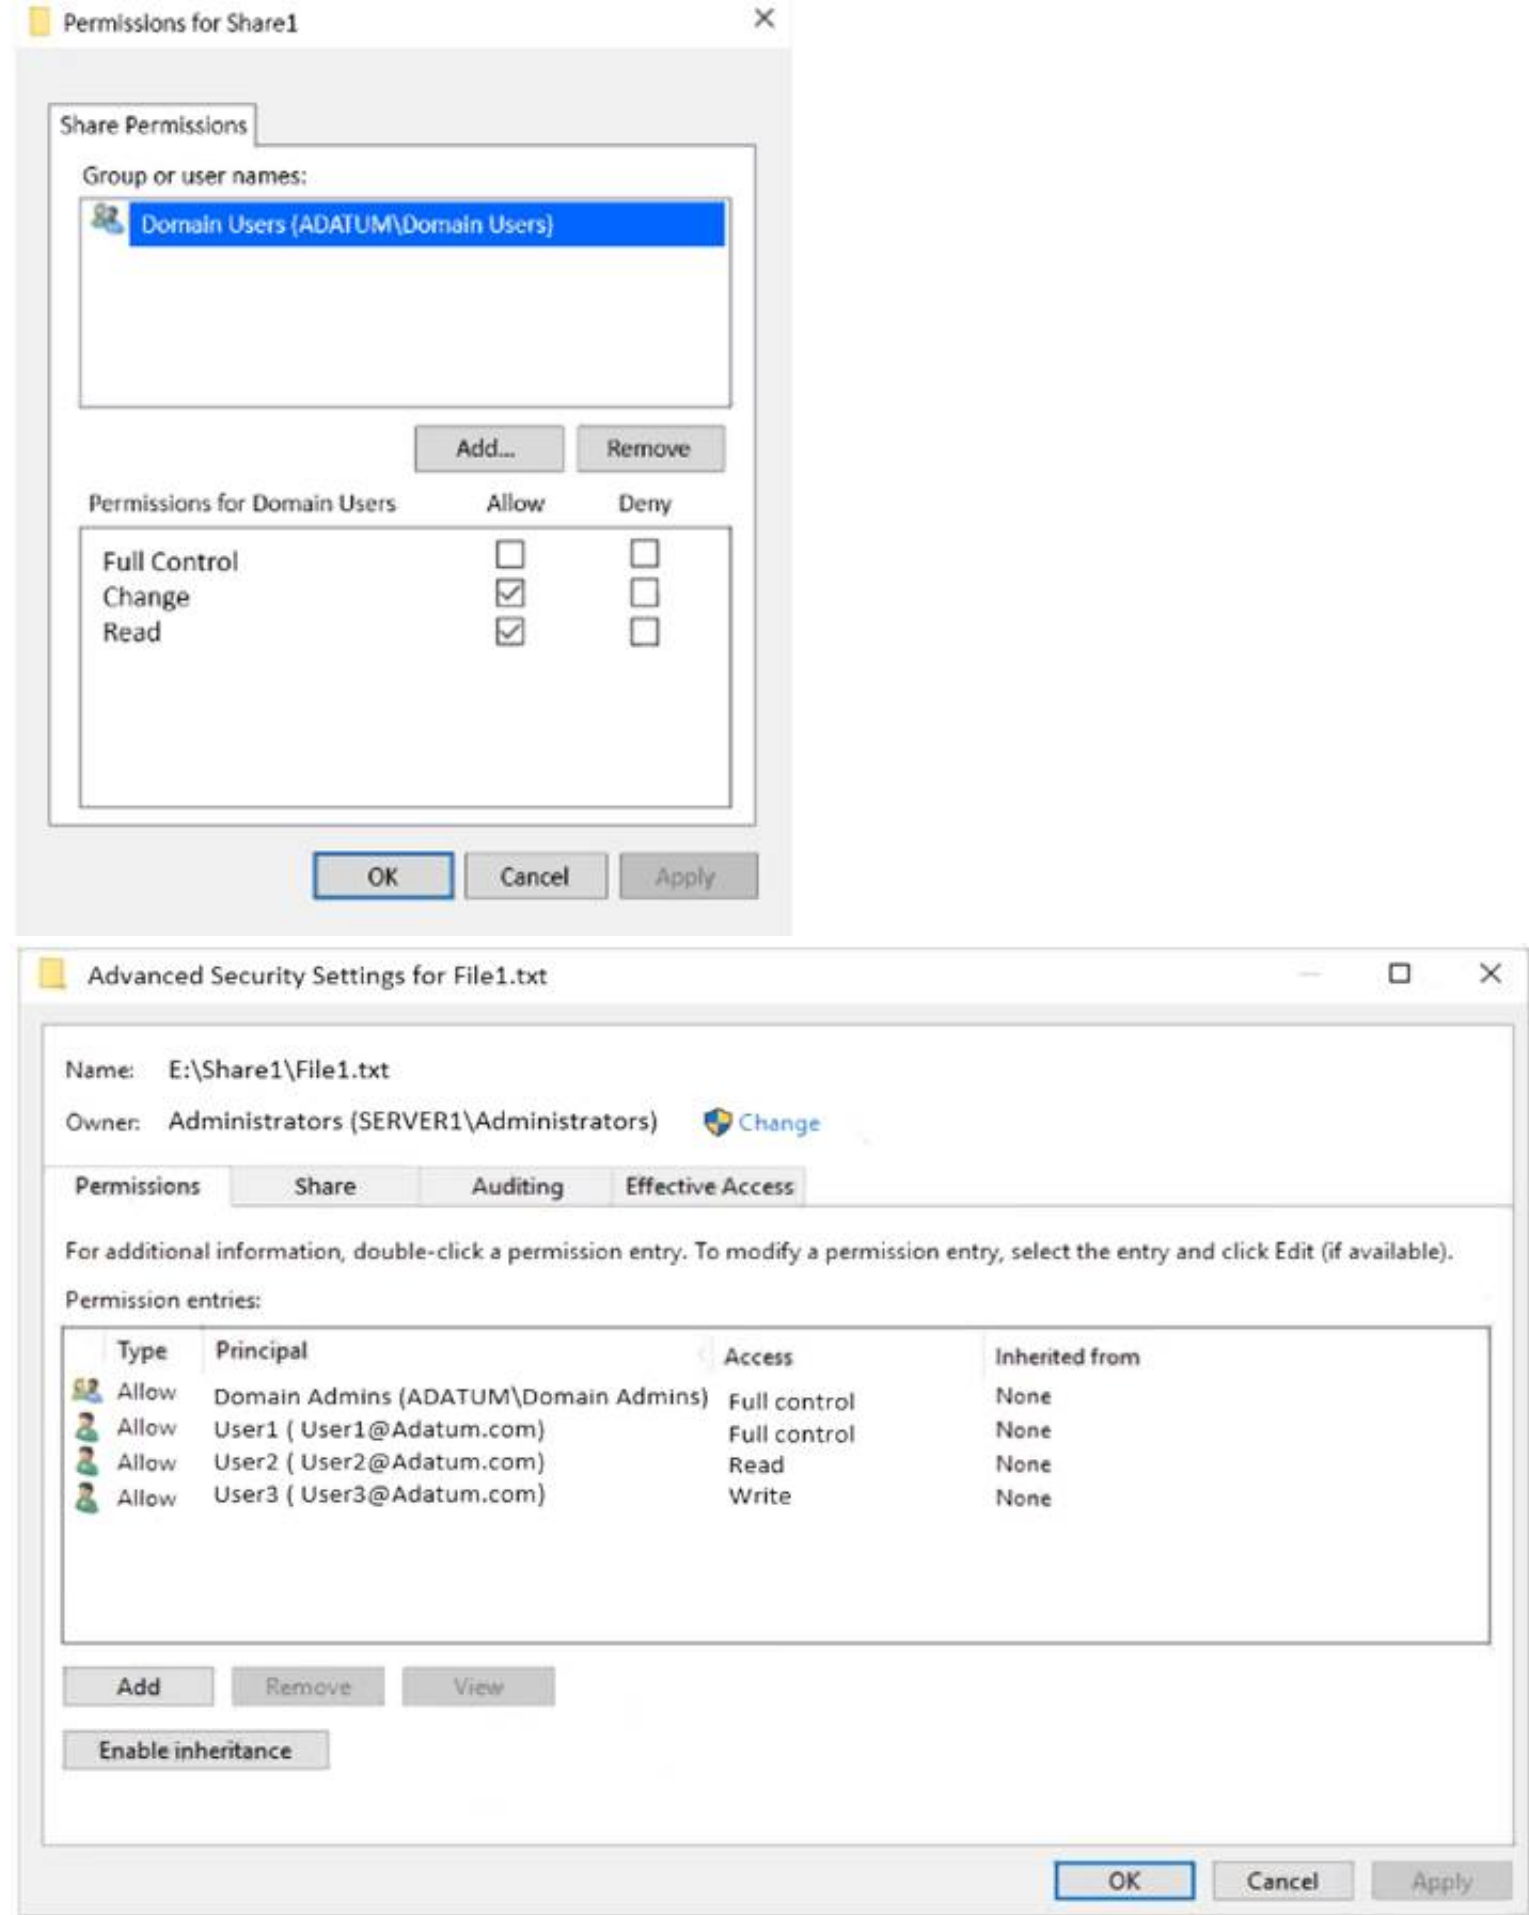 Permissions for Share1
Share Permissions
Group or user names:
Domain Users (ADATUM\Domain Users)
Add...
Remove
Permissions for Domain Users Allow Deny
Full Control
Change
Read
OK
Cancel
Apply
Advanced Security Settings for File1.txt
Name: E:\Share1\File1.txt
Owner: Administrators (SERVER1\Administrators) Change
Permissions Share Auditing Effective Access
For additional information, double-click a permission entry. To modify a permission entry, select the entry and click Edit (if available).
Permission entries:
Type Principal Access Inherited from
Allow Domain Admins (ADATUM\Domain Admins) Full control None
Allow User1 ( User1@Adatum.com) Full control None
Allow User2 ( User2@Adatum.com) Read None
Allow User3 ( User3@Adatum.com) Write None
Add
Remove
View
Enable inheritance
OK
Cancel
Apply